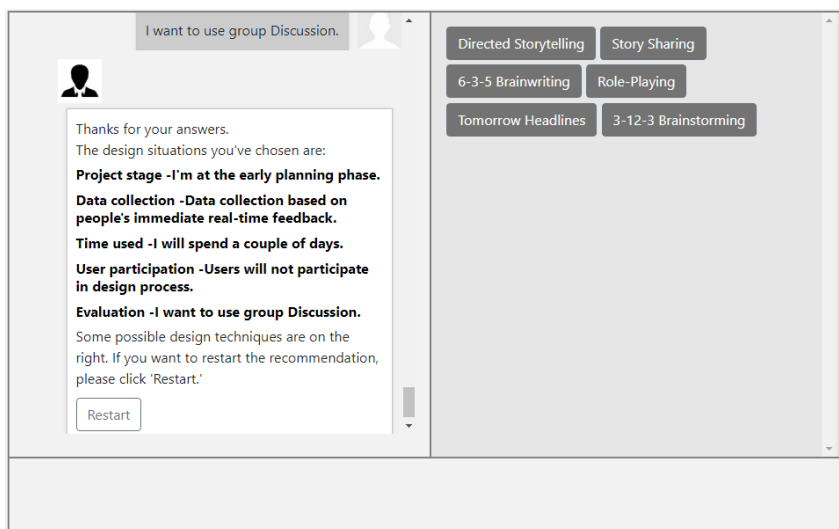 I want to use group Discussion.
Thanks for your answers.
The design situations you've chosen are:
Project stage -I'm at the early planning phase.
Data collection -Data collection based on
people's immediate real-time feedback.
Time used -I will spend a couple of days.
User participation -Users will not participate
in design process.
Evaluation -I want to use group Discussion.
Some possible design techniques are on the
right. If you want to restart the recommendation,
please click 'Restart.'
Restart
Directed Storytelling
Story Sharing
6-3-5 Brainwriting
Role-Playing
Tomorrow Headlines
3-12-3 Brainstorming